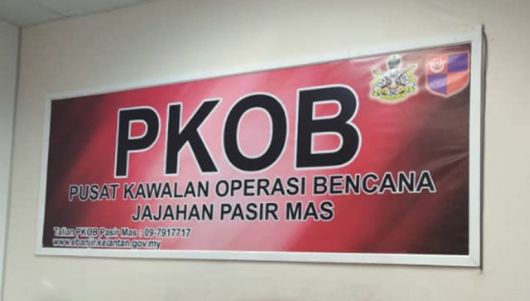 PKOB
PUSAT KAWALAN OPERASI BENCANA
JAJAHAN PASIR MAS
Talian PKOB Pasir Mas : 09-7917717
www.ebanjir.kelantan.gov.my